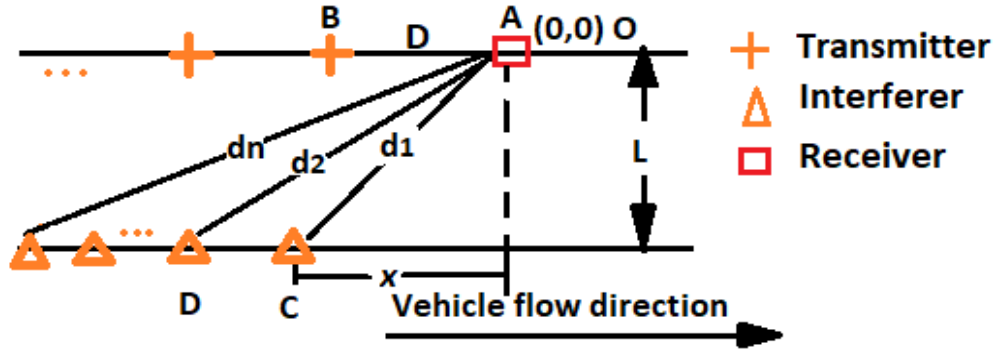 B
D
A
(0,0) O
...
Transmitter
Interferer
Receiver
dn
d2
d1
L
...
x
D
C
Vehicle flow direction